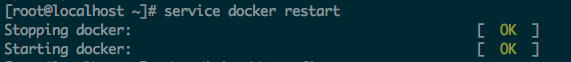 [root@localhost ~]# service docker restart
Stopping docker: [ OK ]
Starting docker: [ OK ]